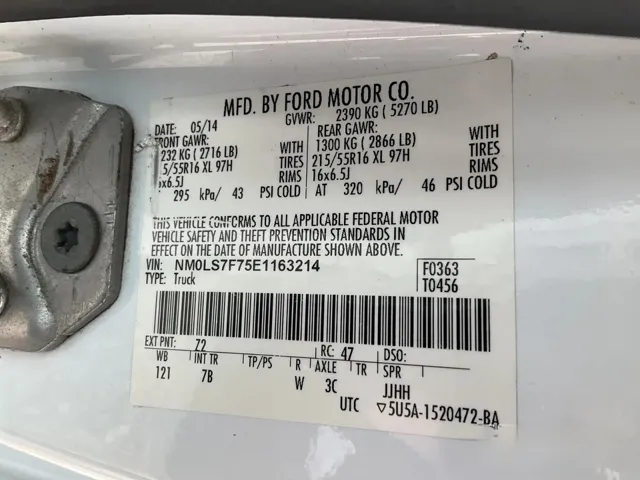 MFD. BY FORD MOTOR CO.
DATE: 05/14 GVWR: 2390 KG ( 5270 LB)
FRONT GAWR: REAR GAWR:
232 KG ( 2716 LB) WITH 1300 KG ( 2866 LB) WITH
5/55R16 XL 97H TIRES 215/55R16 XL 97H TIRES
x6.5J RIMS 16x6.5J RIMS
295 kPa/ 43 PSI COLD AT 320 kPa/ 46 PSI COLD
THIS VEHICLE CONFORMS TO ALL APPLICABLE FEDERAL MOTOR
VEHICLE SAFETY AND THEFT PREVENTION STANDARDS IN
EFFECT ON THE DATE OF MANUFACTURE SHOWN ABOVE.
VIN: NM0LS7F75E1163214 F0363
TYPE: Truck T0456
EXT PNT: Z2 RC: 47 DSO:
WB INT TR TP/PS R AXLE TR SPR
121 7B W 3C JJHH
UTC ▽5U5A-1520472-BA